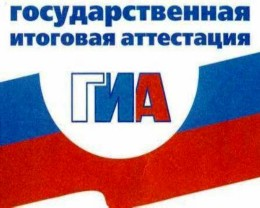 государственная
итоговая аттестация
ГИА